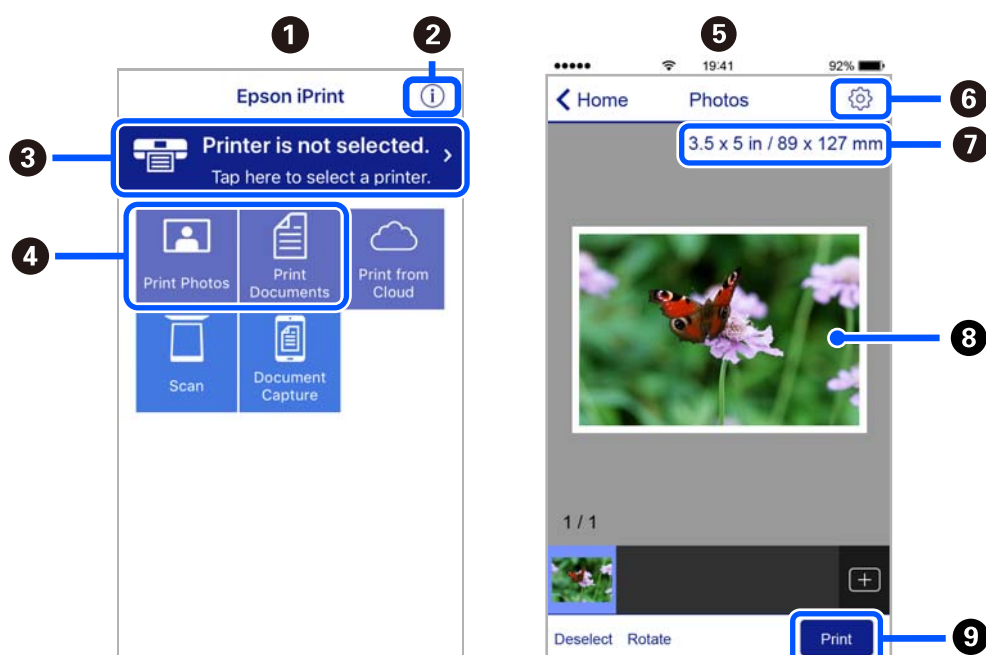 1
2
Epson iPrint
i
3
Printer is not selected.
Tap here to select a printer.
4
Print Photos
Print
Documents
Print from
Cloud
Scan
Document
Capture
5
19:41
92%
Home
Photos
6
3.5 x 5 in / 89 x 127 mm
7
8
1 / 1
Deselect
Rotate
Print
9